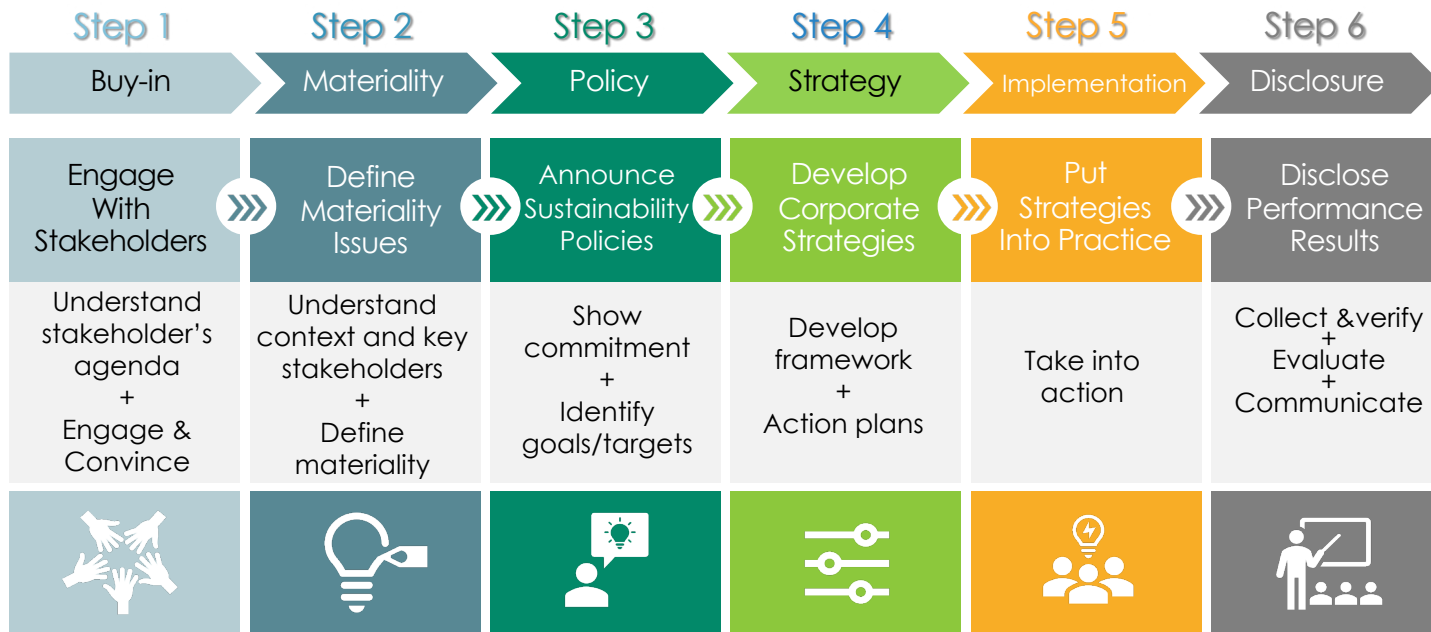 Step 1
Step 2
Step 3
Step 4
Step 5
Step 6
Buy-in
Materiality
Policy
Strategy
Implementation
Disclosure
Engage
With
Stakeholders
Define
Materiality
Issues
Announce
Sustainability
Policies
Develop
Corporate
Strategies
Put
Strategies
Into Practice
Disclose
Performance
Results
Understand
stakeholder’s
agenda
+
Engage &
Convince
Understand
context and key
stakeholders
+
Define
materiality
Show
commitment
+
Identify
goals/targets
Develop
framework
+
Action plans
Take into
action
Collect &verify
+
Evaluate
+
Communicate